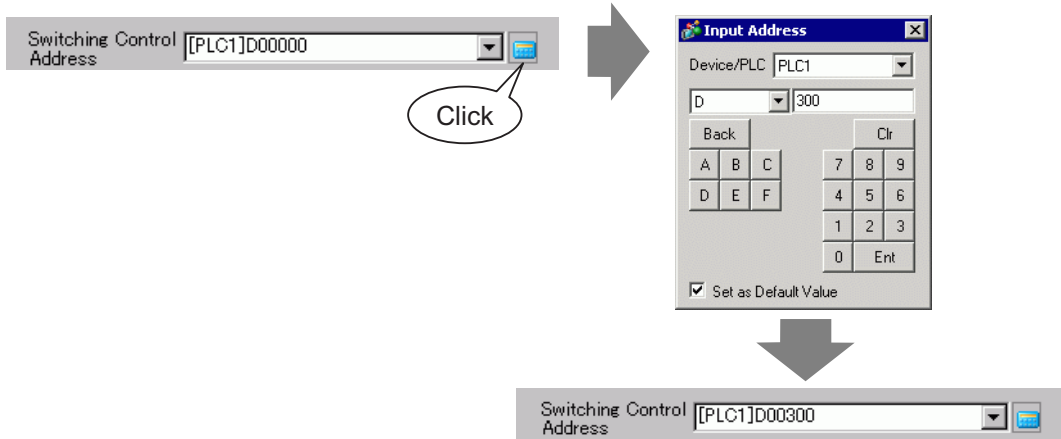 Switching Control
Address
[PLC1]D00000
Click
Input Address
Device/PLC PLC1
D 300
Back Clr
A B C 7 8 9
D E F 4 5 6
1 2 3
0 Ent
Set as Default Value
Switching Control
Address
[PLC1]D00300